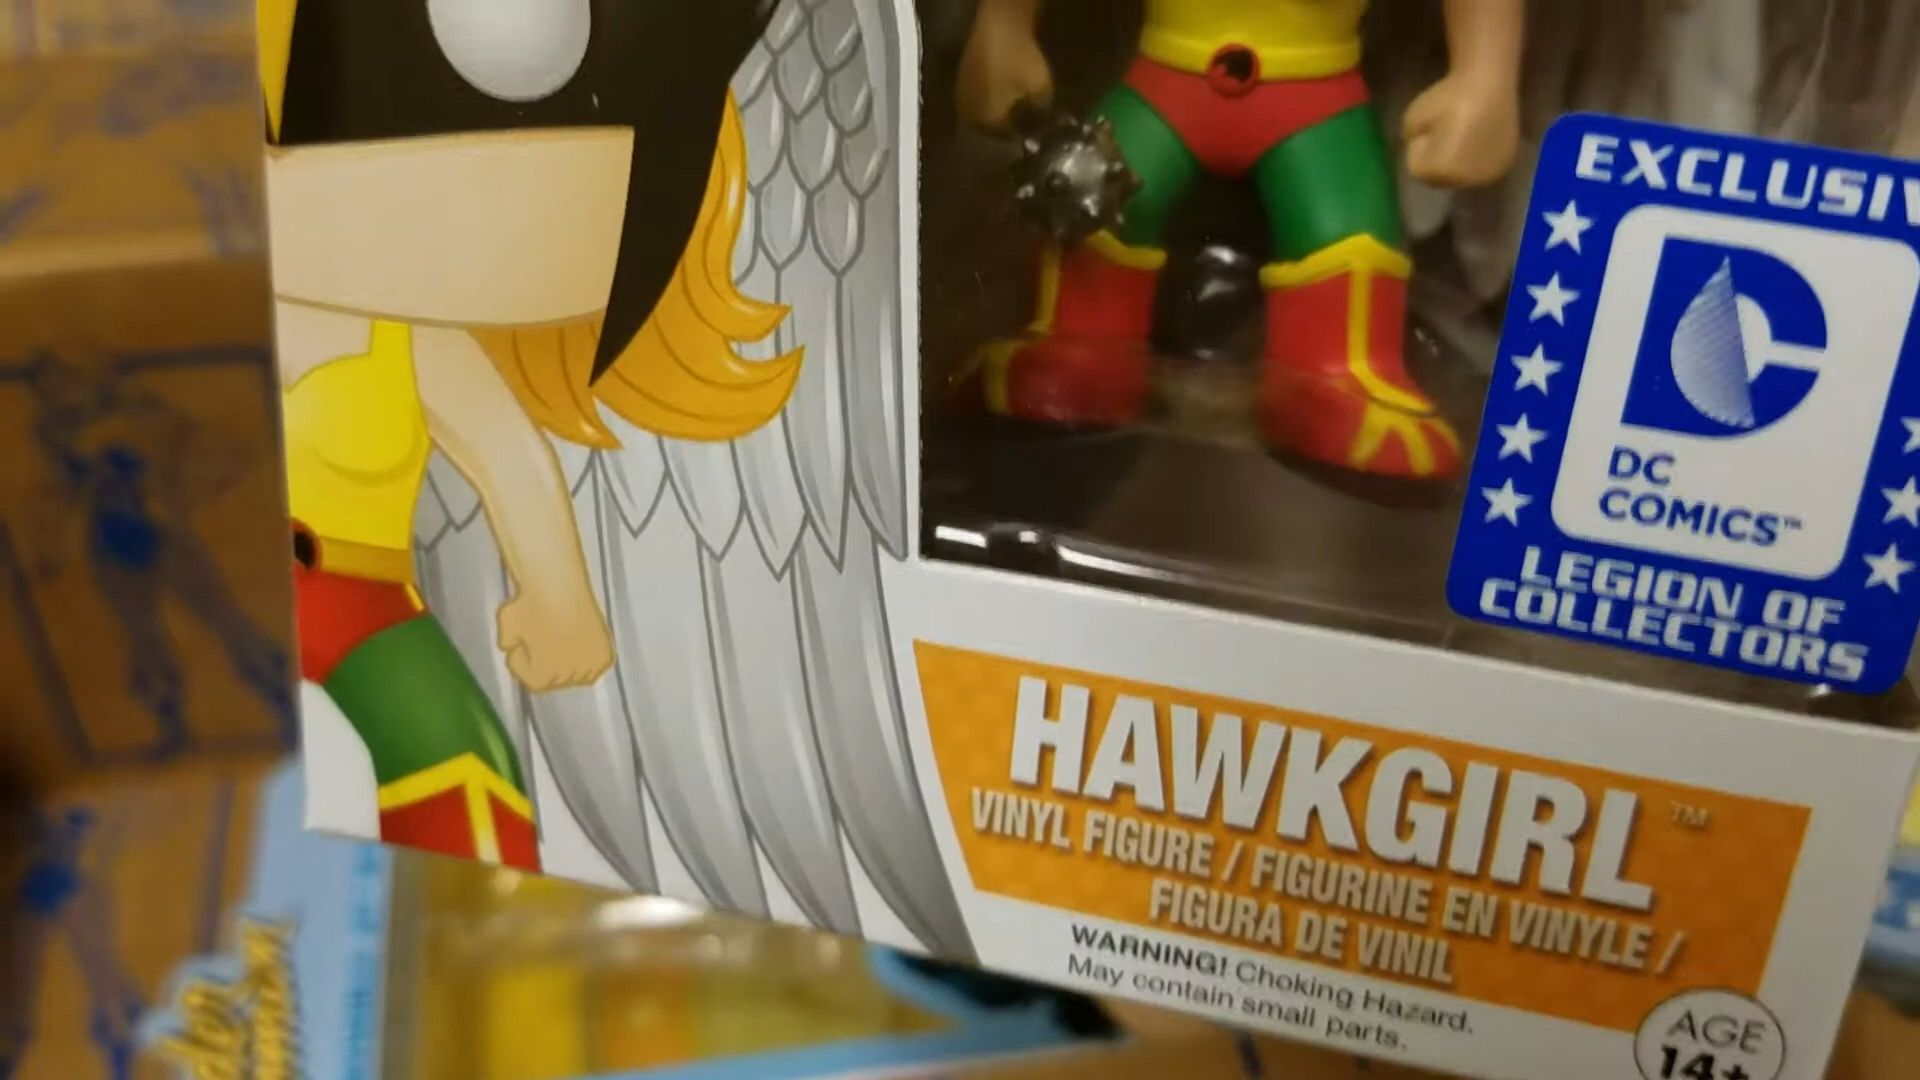 DC
COMICS™
LEGION OF
COLLECTORS
HAWKGIRL™
VINYL FIGURE / FIGURINE EN VINYLE /
FIGURA DE VINIL
WARNING! Choking Hazard.
May contain small parts.
AGE
14+